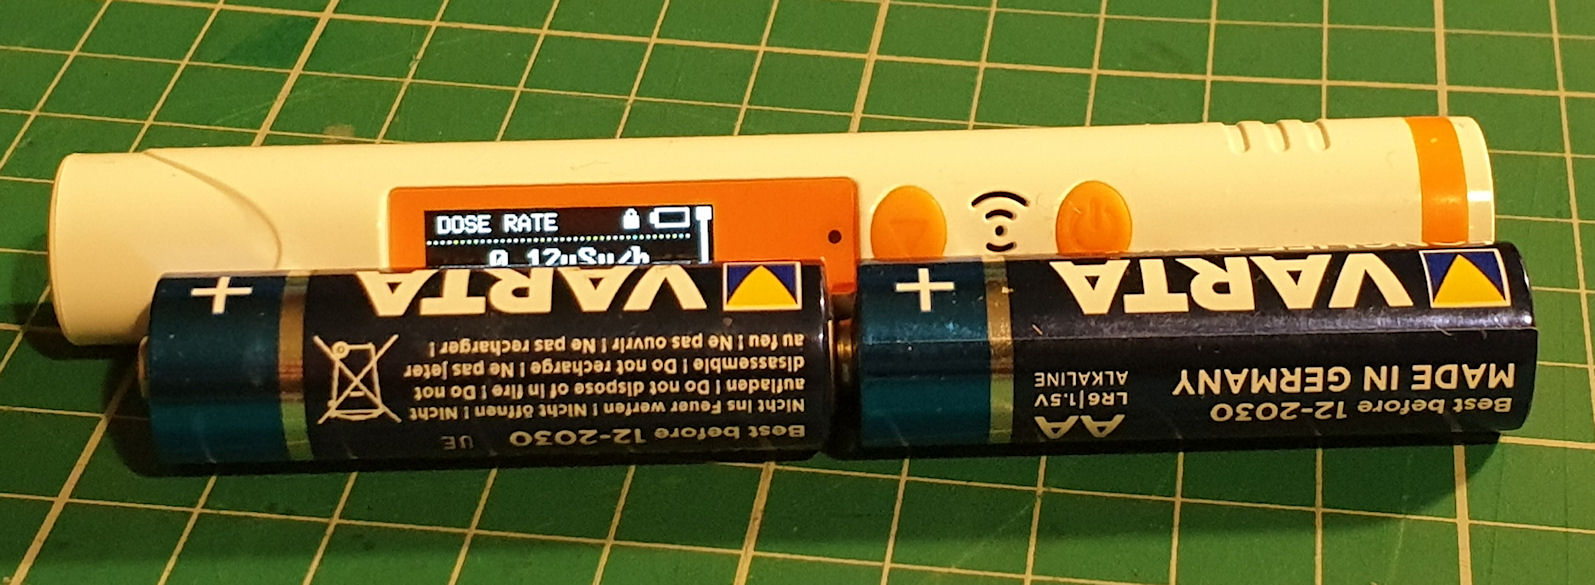 DOSE RATE
0.12μSv/h
VARTA
Best before 12-2030
UE
Nicht ins Feuer werfen ! Nicht öffnen ! Nicht
aufladen ! Do not dispose of in fire ! Do not
disassemble ! Do not recharge ! Ne pas jeter
au feu ! Ne pas ouvrir ! Ne pas recharger !
+
VARTA
Best before 12-2030
MADE IN GERMANY
AA
LR6|1.5V
ALKALINE
+